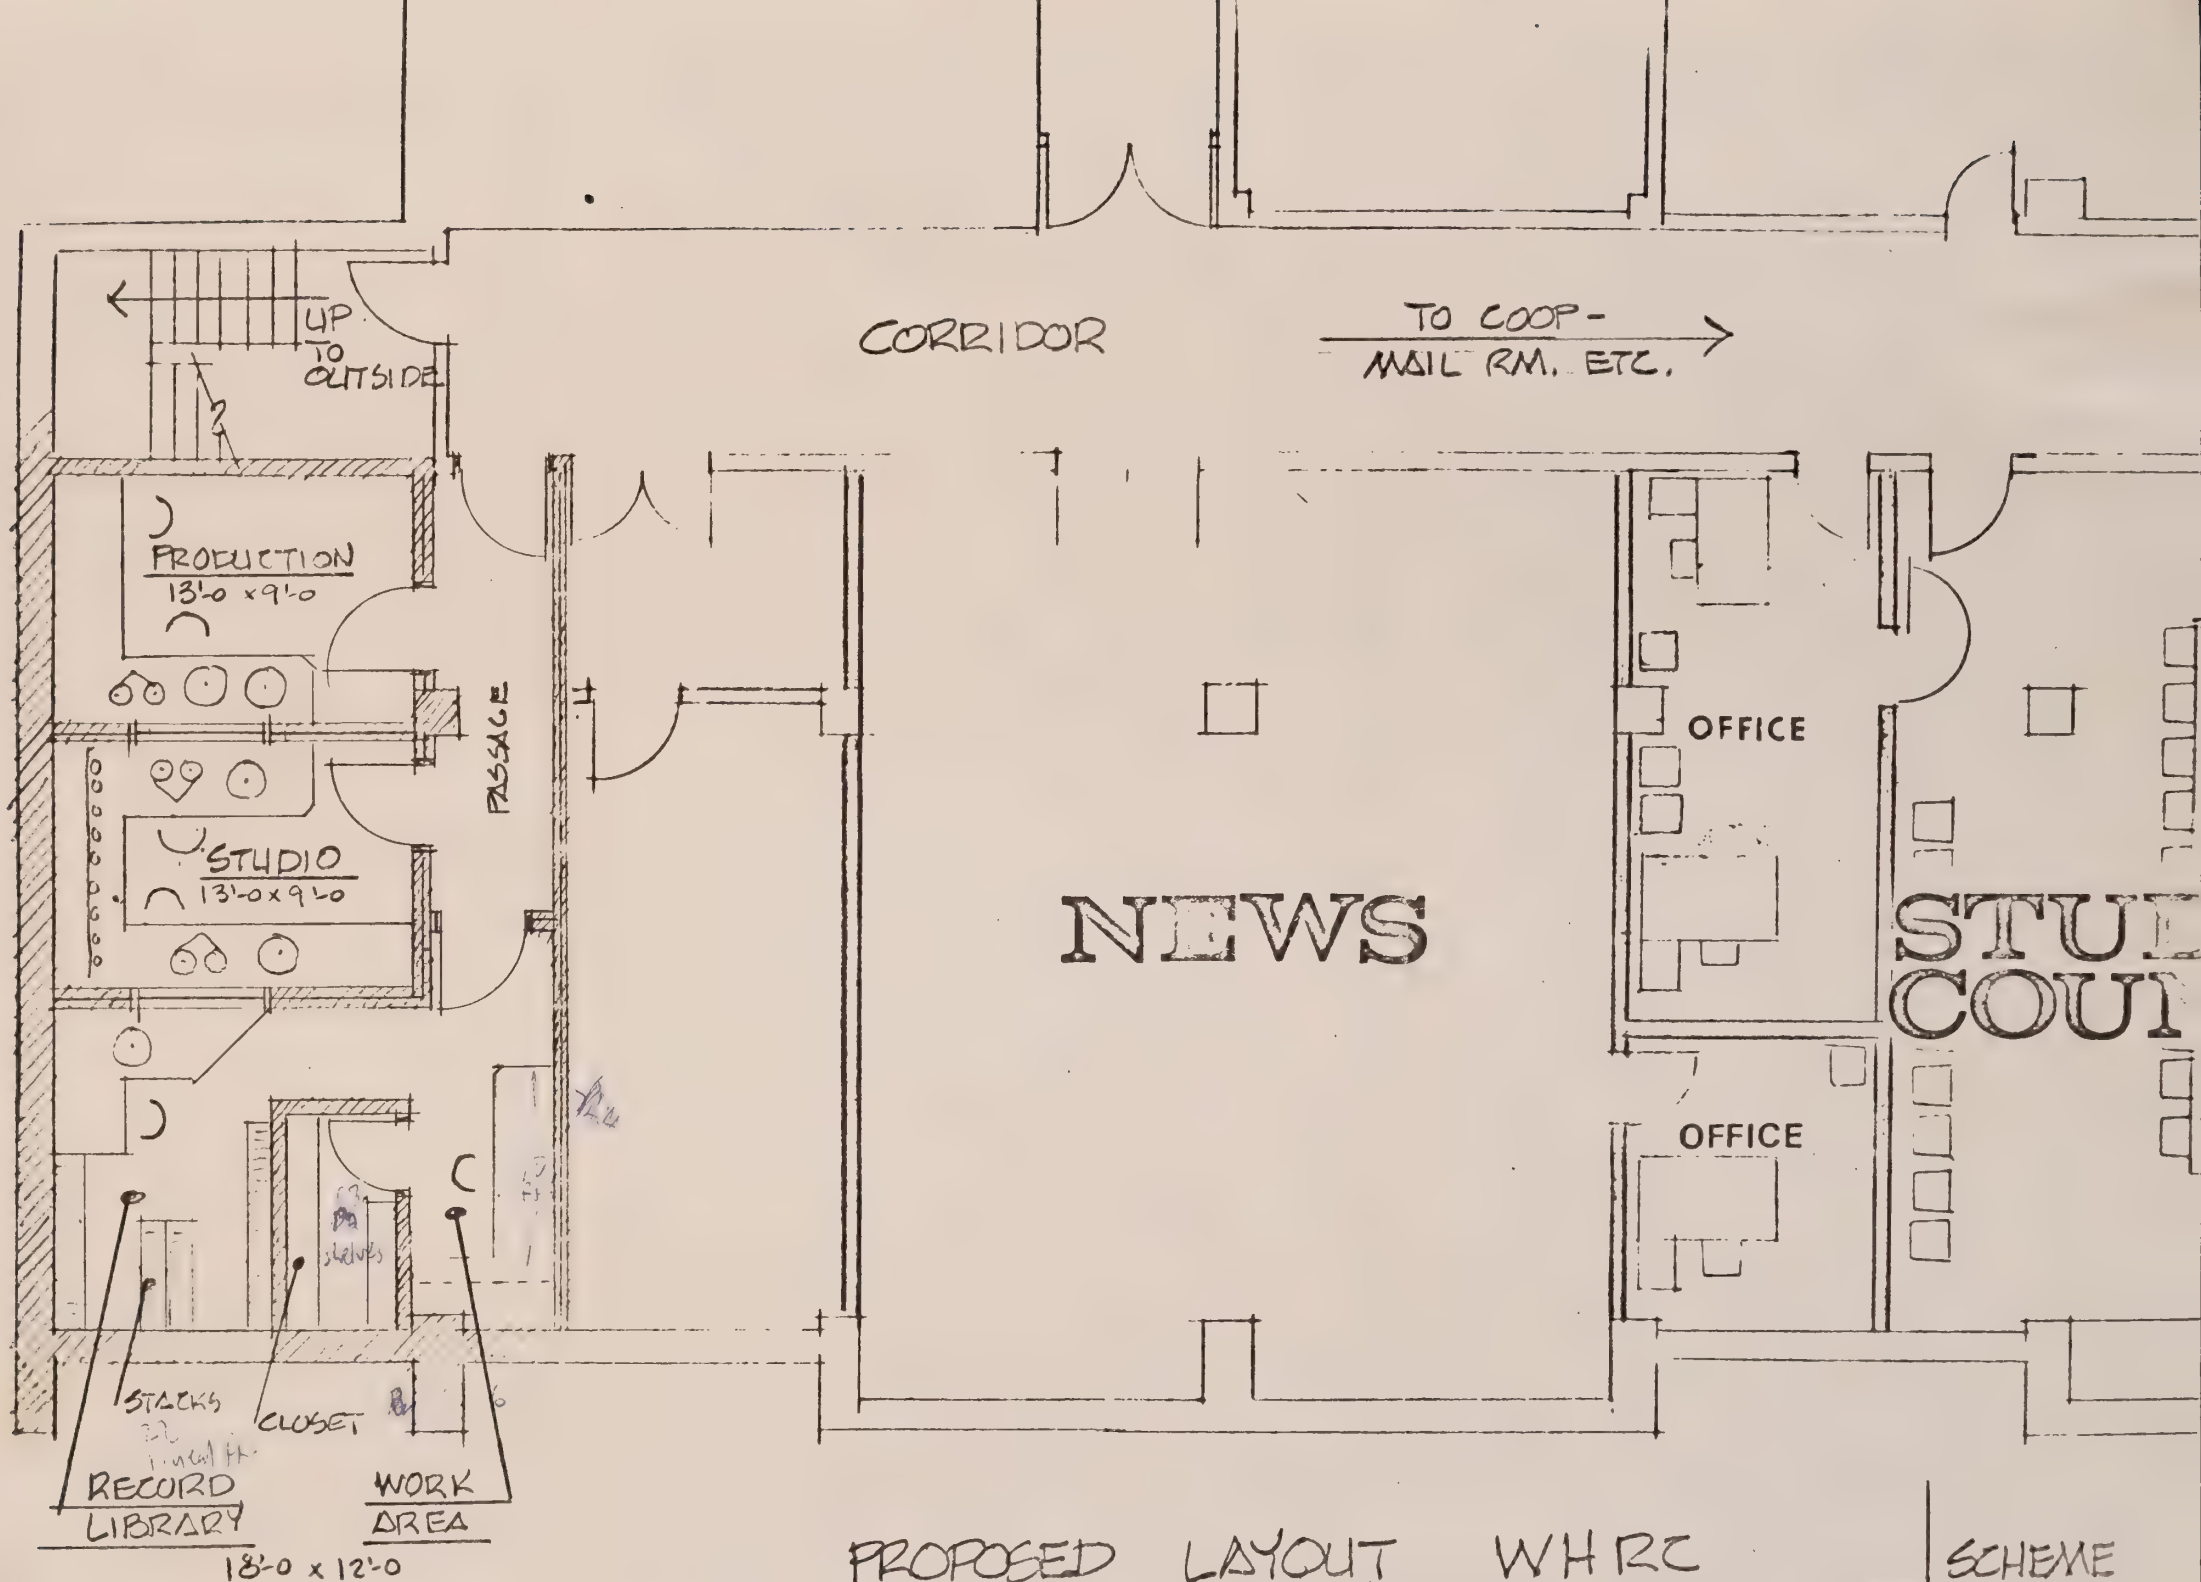 UP
TO
OUTSIDE
CORRIDOR
TO COOP-
MAIL RM. ETC.
PRODUCTION
13'-0 x 9'-0
PASSAGE
STUDIO
13'-0 x 9'-0
OFFICE
NEWS
STU
COU
OFFICE
shelves
STACKS
CLOSET
RECORD
LIBRARY
18'-0 x 12'-0
WORK
AREA
PROPOSED LAYOUT WHRC
SCHEME